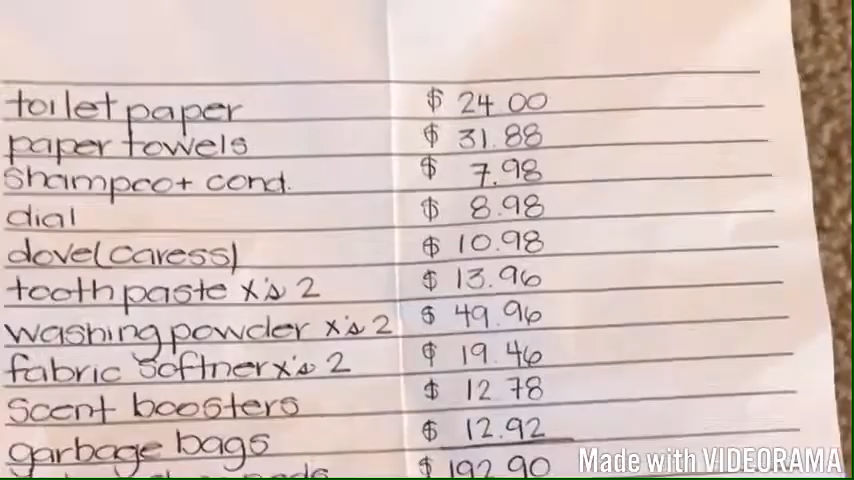 toilet paper $ 24.00
paper towels $ 31.88
shampoo + cond. $ 7.98
dial $ 8.98
dove (caress) $ 10.98
toothpaste x's 2 $ 13.96
washing powder x's 2 $ 49.96
fabric softner x's 2 $ 19.46
scent boosters $ 12.78
garbage bags $ 12.92
$ 192.90
Made with VIDEORAMA